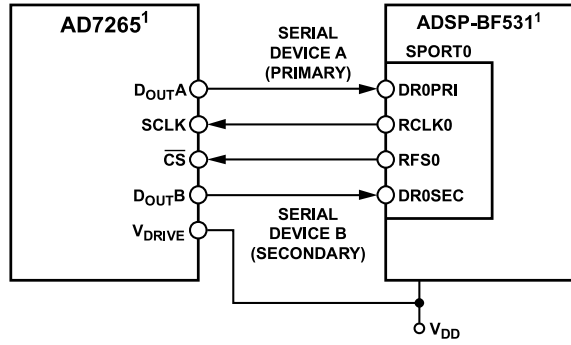 AD7265¹
ADSP-BF531¹
SERIAL
DEVICE A
(PRIMARY)
SPORT0
DOUTA
DR0PRI
SCLK
RCLK0
CS
RFS0
DOUTB
DR0SEC
SERIAL
DEVICE B
(SECONDARY)
VDRIVE
VDD